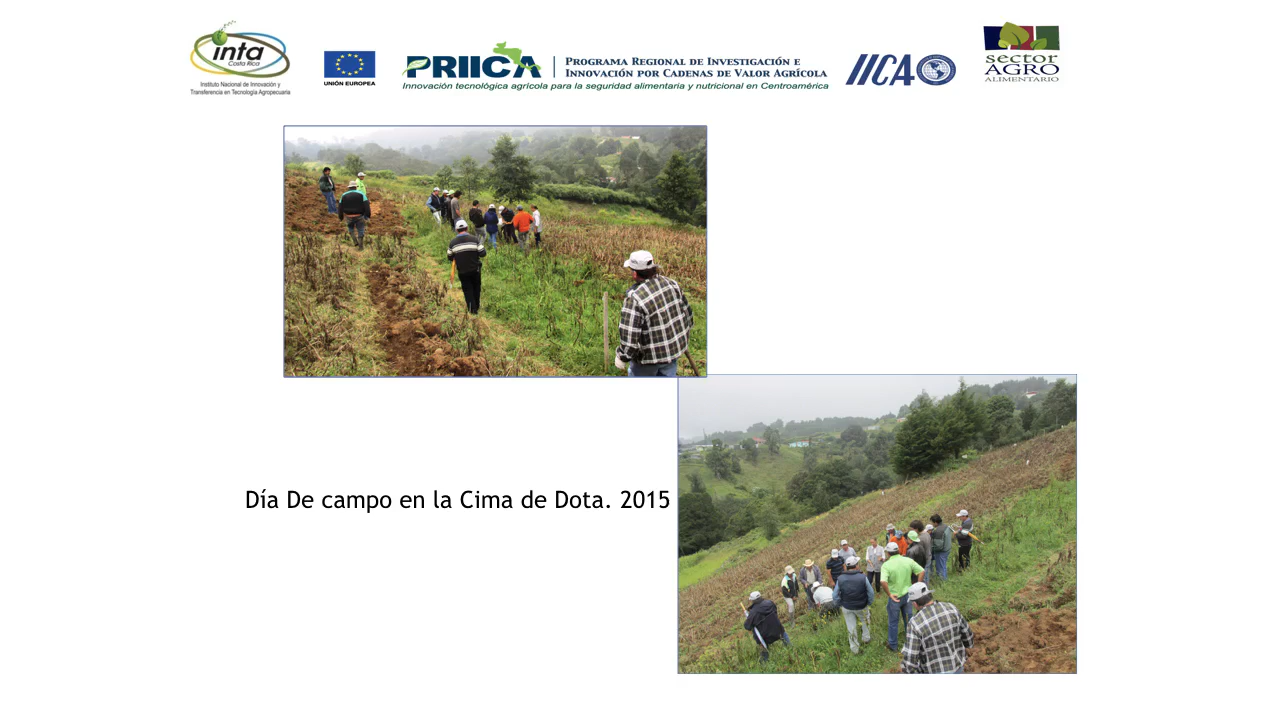 inta
Costa Rica
Instituto Nacional de Innovación y
Transferencia en Tecnología Agropecuaria
UNIÓN EUROPEA
PRIICA
PROGRAMA REGIONAL DE INVESTIGACIÓN E
INNOVACIÓN POR CADENAS DE VALOR AGRÍCOLA
Innovación tecnológica agrícola para la seguridad alimentaria y nutricional en Centroamérica
IICA
sector
AGRO
ALIMENTARIO
Día De campo en la Cima de Dota. 2015